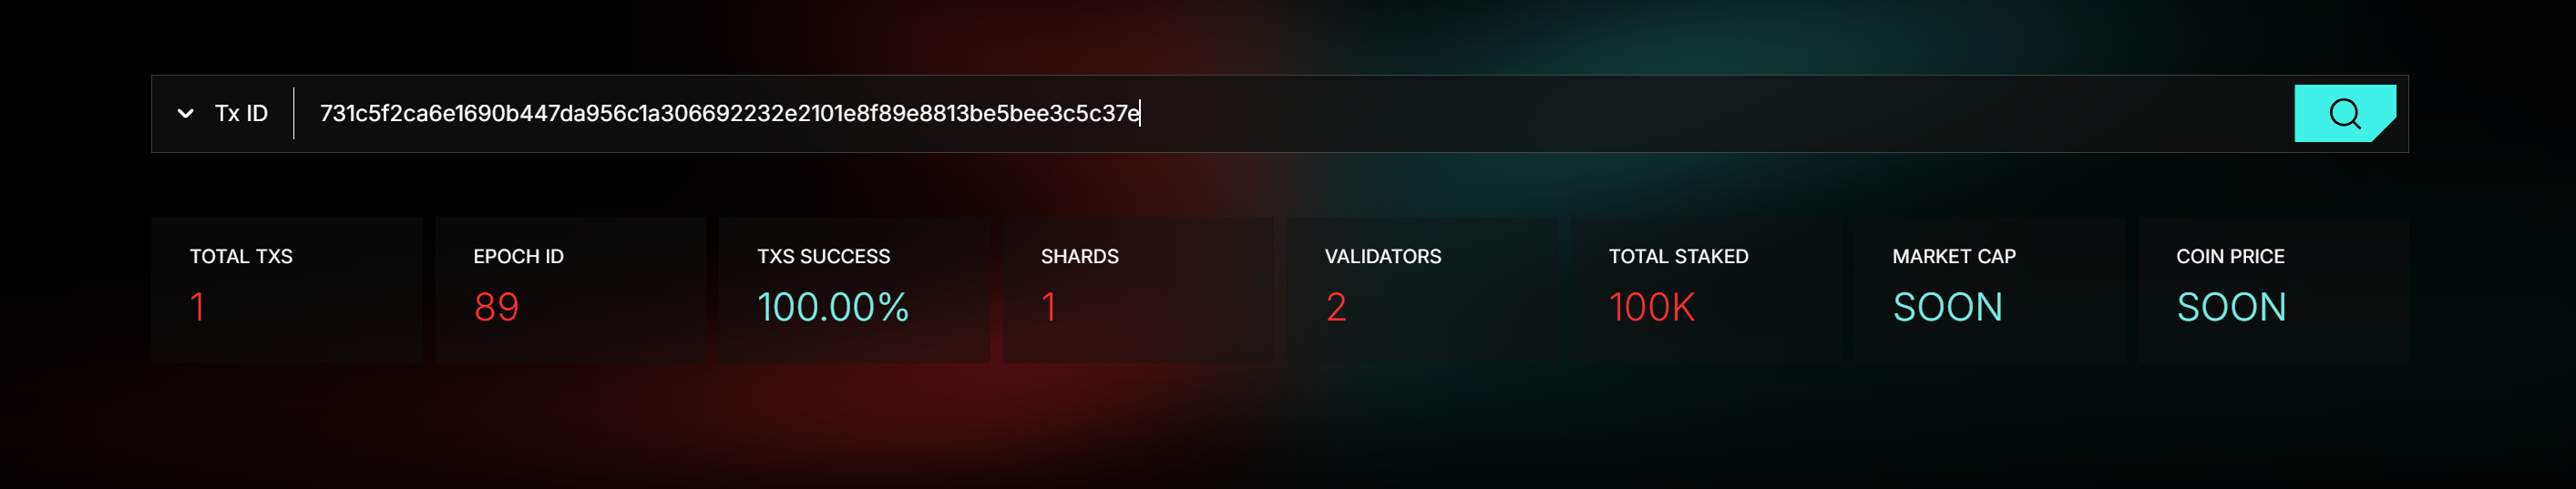 Tx ID 731c5f2ca6e1690b447da956c1a306692232e2101e8f89e8813be5bee3c5c37e
TOTAL TXS
1
EPOCH ID
89
TXS SUCCESS
100.00%
SHARDS
1
VALIDATORS
2
TOTAL STAKED
100K
MARKET CAP
SOON
COIN PRICE
SOON